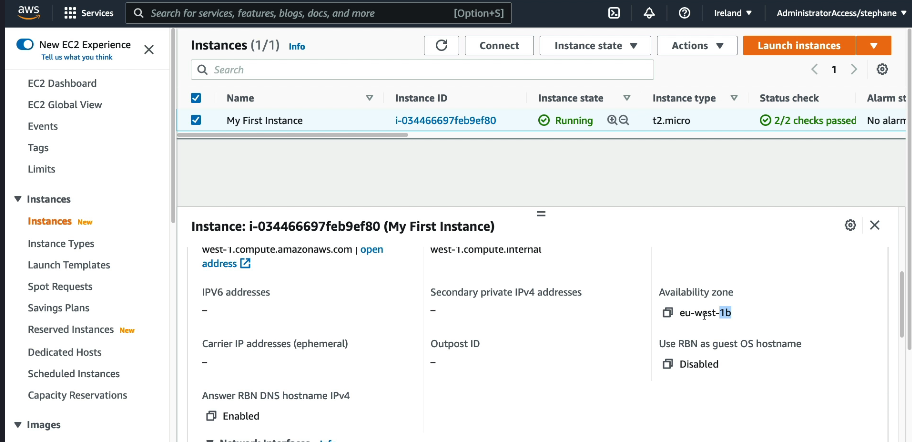 aws
Services
Search for services, features, blogs, docs, and more
[Option+S]
Ireland ▼
AdministratorAccess/stephane ▼
New EC2 Experience
Tell us what you think
EC2 Dashboard
EC2 Global View
Events
Tags
Limits
▼ Instances
Instances New
Instance Types
Launch Templates
Spot Requests
Savings Plans
Reserved Instances New
Dedicated Hosts
Scheduled Instances
Capacity Reservations
▼ Images
Instances (1/1) Info
Connect
Instance state ▼
Actions ▼
Launch instances ▼
Search
1
Name
Instance ID
Instance state
Instance type
Status check
Alarm st
My First Instance
i-034466697feb9ef80
Running
t2.micro
2/2 checks passed
No alarm
Instance: i-034466697feb9ef80 (My First Instance)
west-1.compute.amazonaws.com | open
address
west-1.compute.internal
IPV6 addresses
–
Secondary private IPv4 addresses
–
Availability zone
eu-west-1b
Carrier IP addresses (ephemeral)
–
Outpost ID
–
Use RBN as guest OS hostname
Disabled
Answer RBN DNS hostname IPv4
Enabled